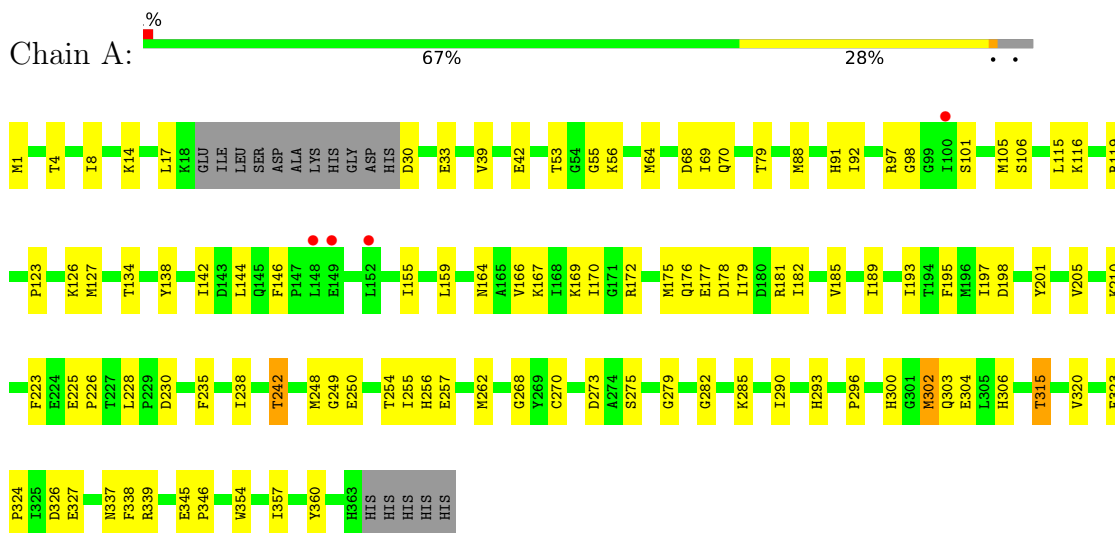 .%
Chain A:
67% 28% • •
M1 T4 I8 K14 L17 K18 GLU ILE LEU SER ASP ALA LYS HIS GLY ASP HIS D30 E33 V39 E42 T53 G54 G55 K56 M64 D68 I69 Q70 T79 M88 H91 I92 R97 G98 G99 I100 S101 M105 S106 L115 K116
P123 K126 M127 T134 Y138 I142 D143 L144 Q145 F146 P147 L148 E149 L152 I155 L159 N164 A165 V166 K167 I168 K169 I170 G171 R172 M175 Q176 E177 D178 I179 D180 R181 I182 V185 I189 I193 T194 F195 M196 I197 D198 Y201 V205
F223 E224 E225 P226 T227 L228 P229 D230 F235 I238 T242 M248 G249 E250 T254 I255 H256 E257 M262 G268 Y269 C270 D273 A274 S275 G279 G282 K285 I290 H293 P296 H300 G301 M302 Q303 E304 L305 H306 T315 V320
P324 I325 D326 E327 N337 F338 R339 E345 P346 W354 I357 Y360 H363 HIS HIS HIS HIS HIS